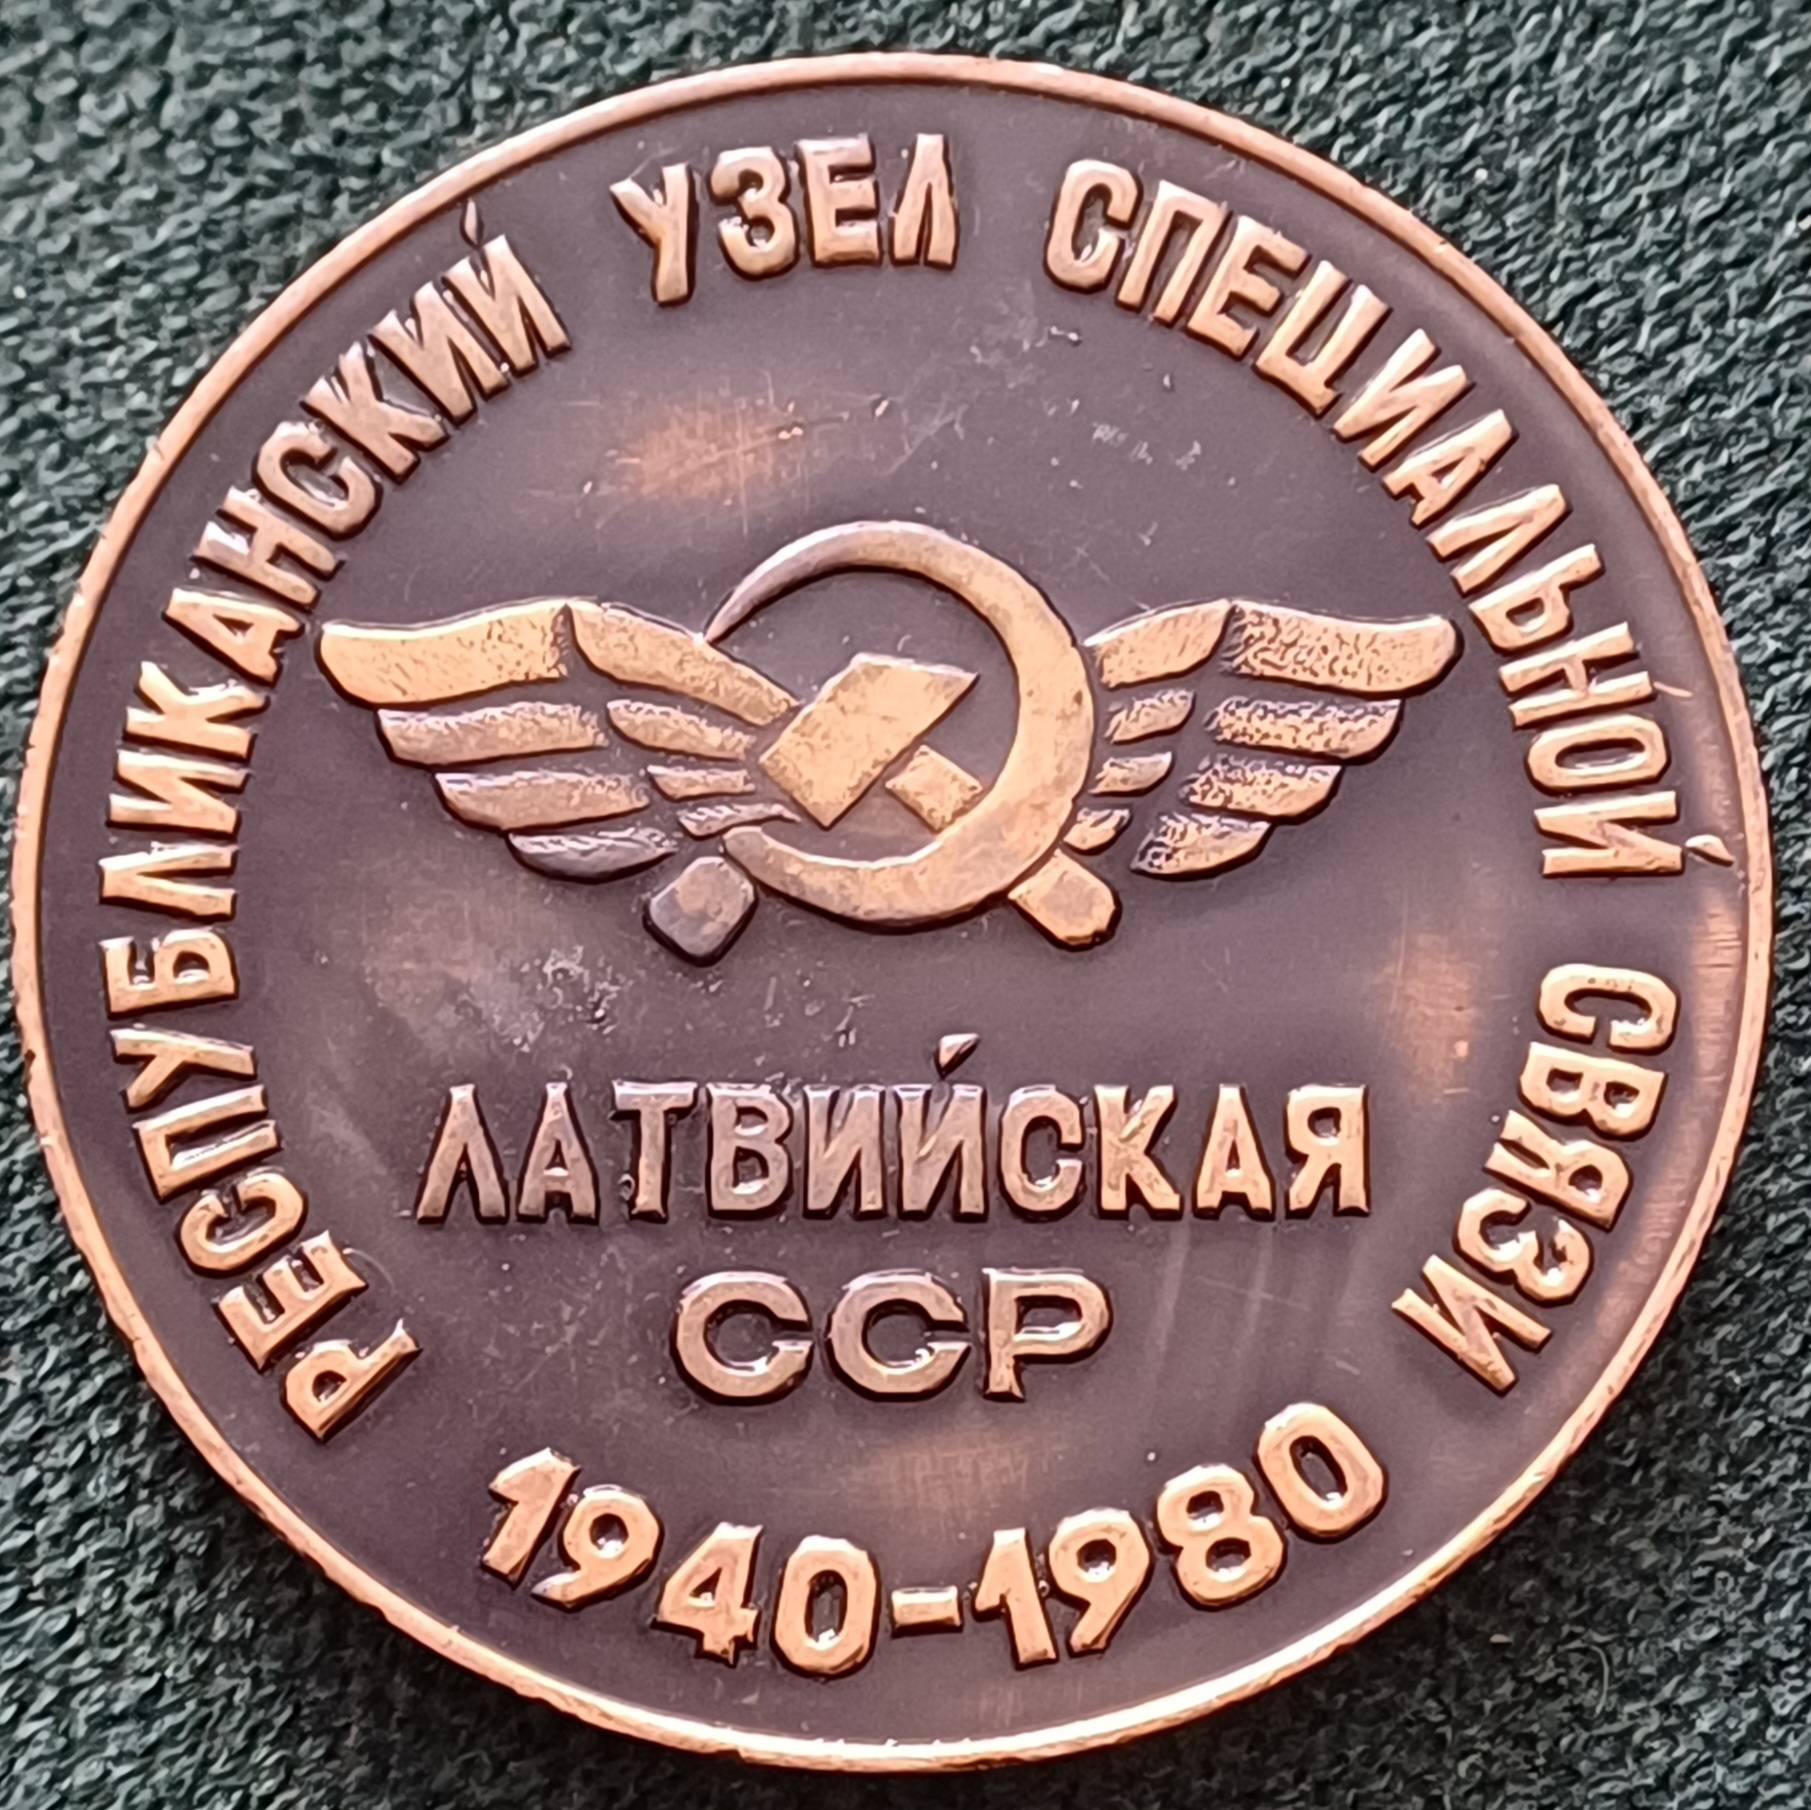 РЕСПУБЛИКАНСКИЙ УЗЕЛ СПЕЦИАЛЬНОЙ СВЯЗИ
ЛАТВИЙСКАЯ
ССР
1940-1980